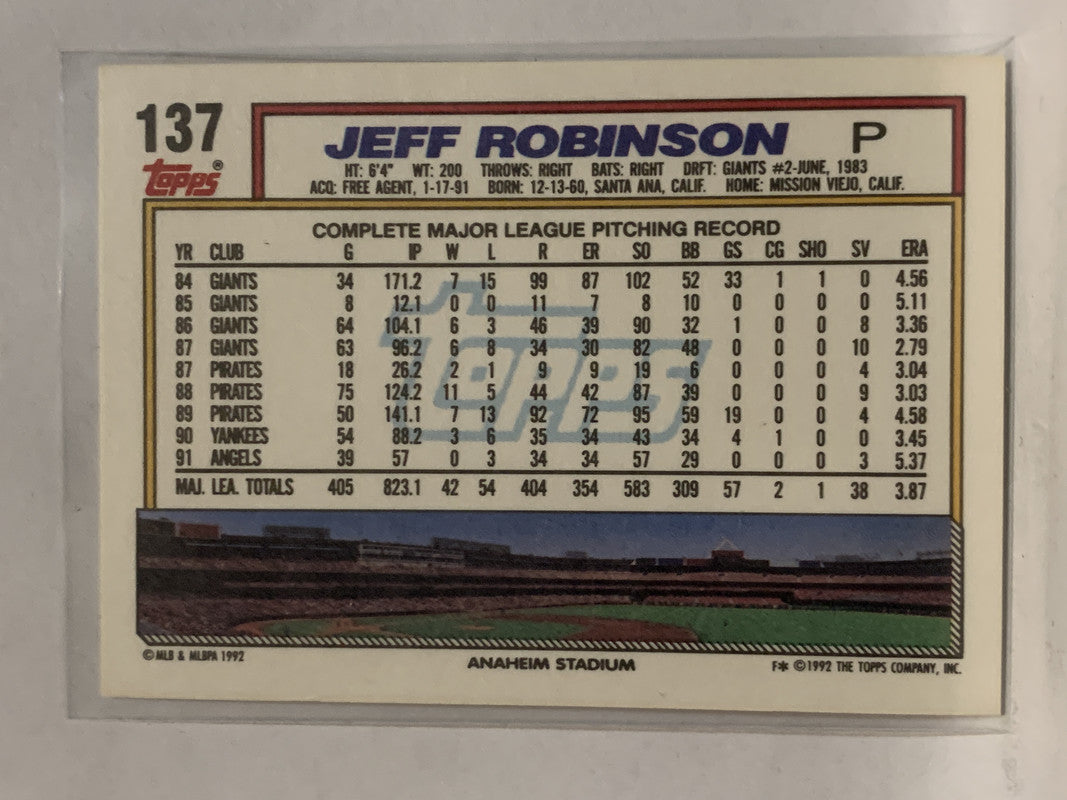 137
Topps®
JEFF ROBINSON P
HT: 6'4" WT: 200 THROWS: RIGHT BATS: RIGHT DRFT: GIANTS #2-JUNE, 1983
ACQ: FREE AGENT, 1-17-91 BORN: 12-13-60, SANTA ANA, CALIF. HOME: MISSION VIEJO, CALIF.
COMPLETE MAJOR LEAGUE PITCHING RECORD
YR CLUB G IP W L R ER SO BB GS CG SHO SV ERA
84 GIANTS 34 171.2 7 15 99 87 102 52 33 1 1 0 4.56
85 GIANTS 8 12.1 0 0 11 7 8 10 0 0 0 0 5.11
86 GIANTS 64 104.1 6 3 46 39 90 32 1 0 0 8 3.36
87 GIANTS 63 96.2 6 8 34 30 82 48 0 0 0 10 2.79
87 PIRATES 18 26.2 2 1 9 9 19 6 0 0 0 4 3.04
88 PIRATES 75 124.2 11 5 44 42 87 39 0 0 0 9 3.03
89 PIRATES 50 141.1 7 13 92 72 95 59 19 0 0 4 4.58
90 YANKEES 54 88.2 3 6 35 34 43 34 4 1 0 0 3.45
91 ANGELS 39 57 0 3 34 34 57 29 0 0 0 3 5.37
MAJ. LEA. TOTALS 405 823.1 42 54 404 354 583 309 57 2 1 38 3.87
Topps
©MLB & MLBPA 1992
ANAHEIM STADIUM
F* ©1992 THE TOPPS COMPANY, INC.